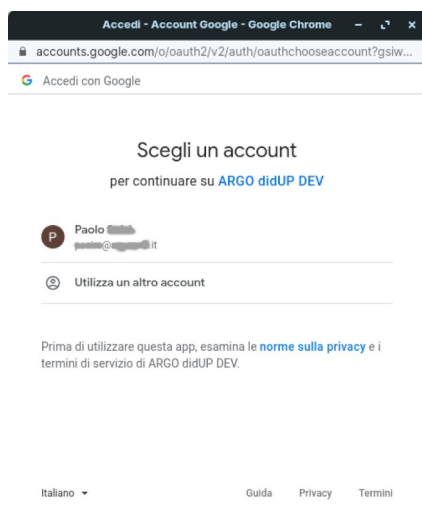 Accedi - Account Google - Google Chrome
accounts.google.com/o/oauth2/v2/auth/oauthchooseaccount?gsiw...
G Accedi con Google
Scegli un account
per continuare su ARGO didUP DEV
P
Paolo
@ it
Utilizza un altro account
Prima di utilizzare questa app, esamina le norme sulla privacy e i
termini di servizio di ARGO didUP DEV.
Italiano Guida Privacy Termini